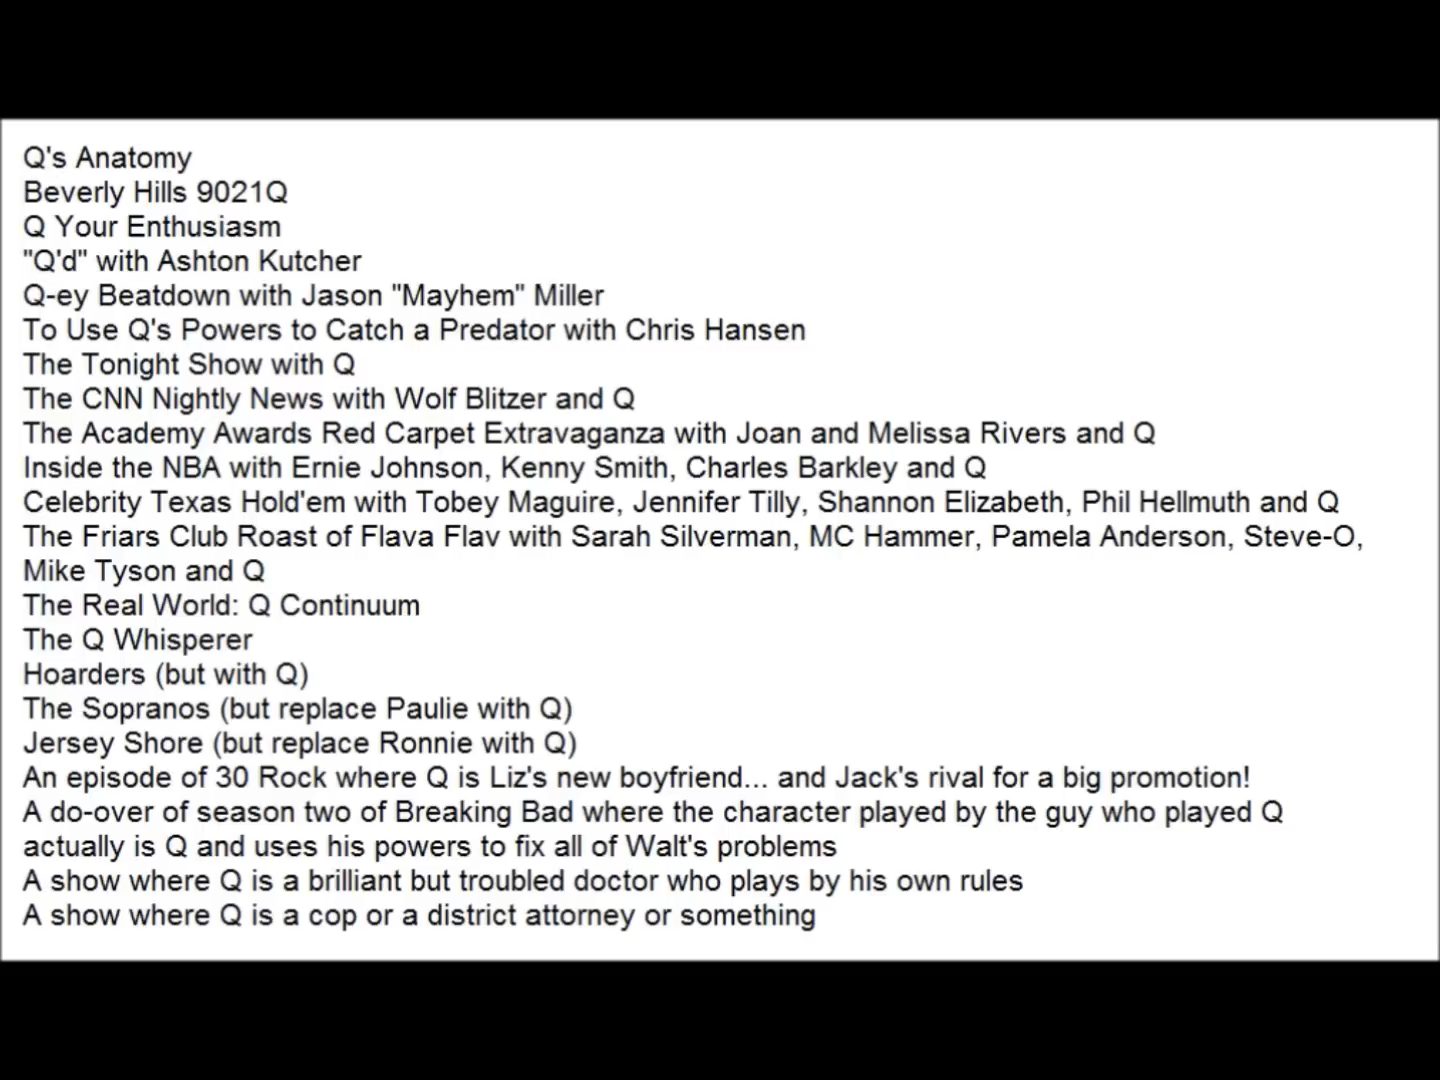 Q's Anatomy
Beverly Hills 9021Q
Q Your Enthusiasm
"Q'd" with Ashton Kutcher
Q-ey Beatdown with Jason "Mayhem" Miller
To Use Q's Powers to Catch a Predator with Chris Hansen
The Tonight Show with Q
The CNN Nightly News with Wolf Blitzer and Q
The Academy Awards Red Carpet Extravaganza with Joan and Melissa Rivers and Q
Inside the NBA with Ernie Johnson, Kenny Smith, Charles Barkley and Q
Celebrity Texas Hold'em with Tobey Maguire, Jennifer Tilly, Shannon Elizabeth, Phil Hellmuth and Q
The Friars Club Roast of Flava Flav with Sarah Silverman, MC Hammer, Pamela Anderson, Steve-O,
Mike Tyson and Q
The Real World: Q Continuum
The Q Whisperer
Hoarders (but with Q)
The Sopranos (but replace Paulie with Q)
Jersey Shore (but replace Ronnie with Q)
An episode of 30 Rock where Q is Liz's new boyfriend... and Jack's rival for a big promotion!
A do-over of season two of Breaking Bad where the character played by the guy who played Q
actually is Q and uses his powers to fix all of Walt's problems
A show where Q is a brilliant but troubled doctor who plays by his own rules
A show where Q is a cop or a district attorney or something